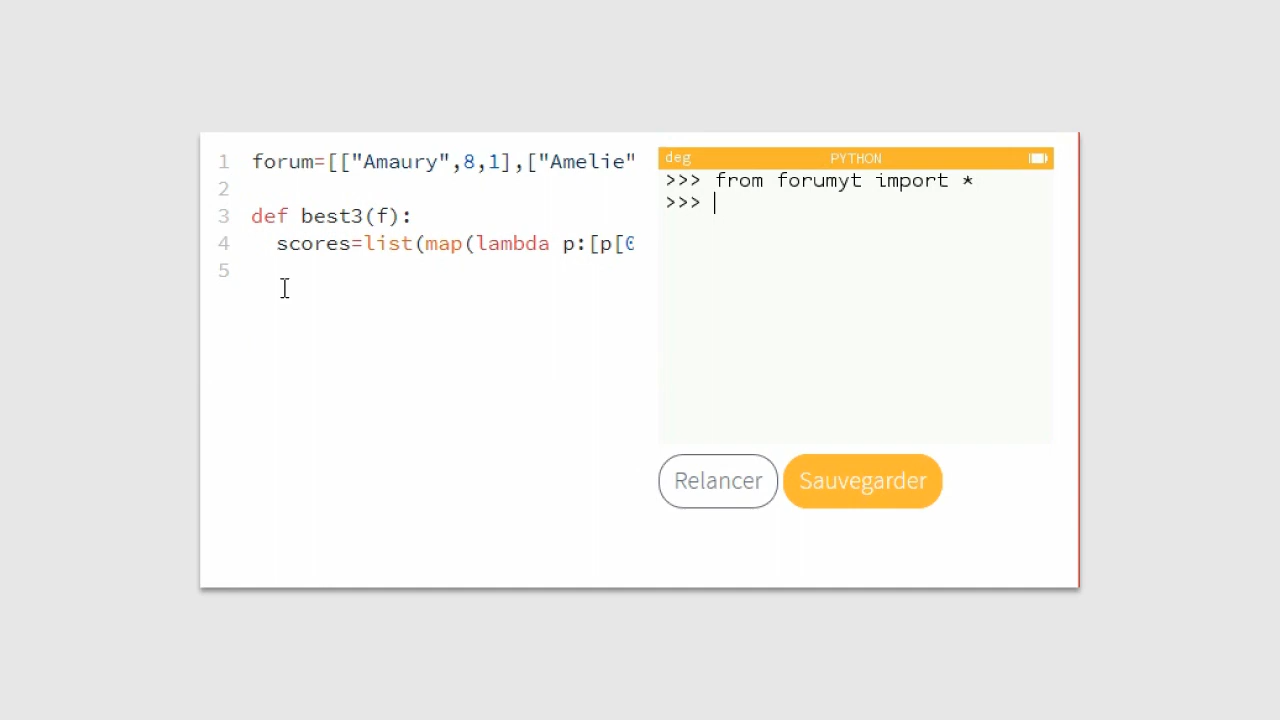 1 forum=[["Amaury",8,1],["Amelie"
2
3 def best3(f):
4 scores=list(map(lambda p:[p[0
5
deg PYTHON
>>> from forumyt import *
>>>
Relancer Sauvegarder